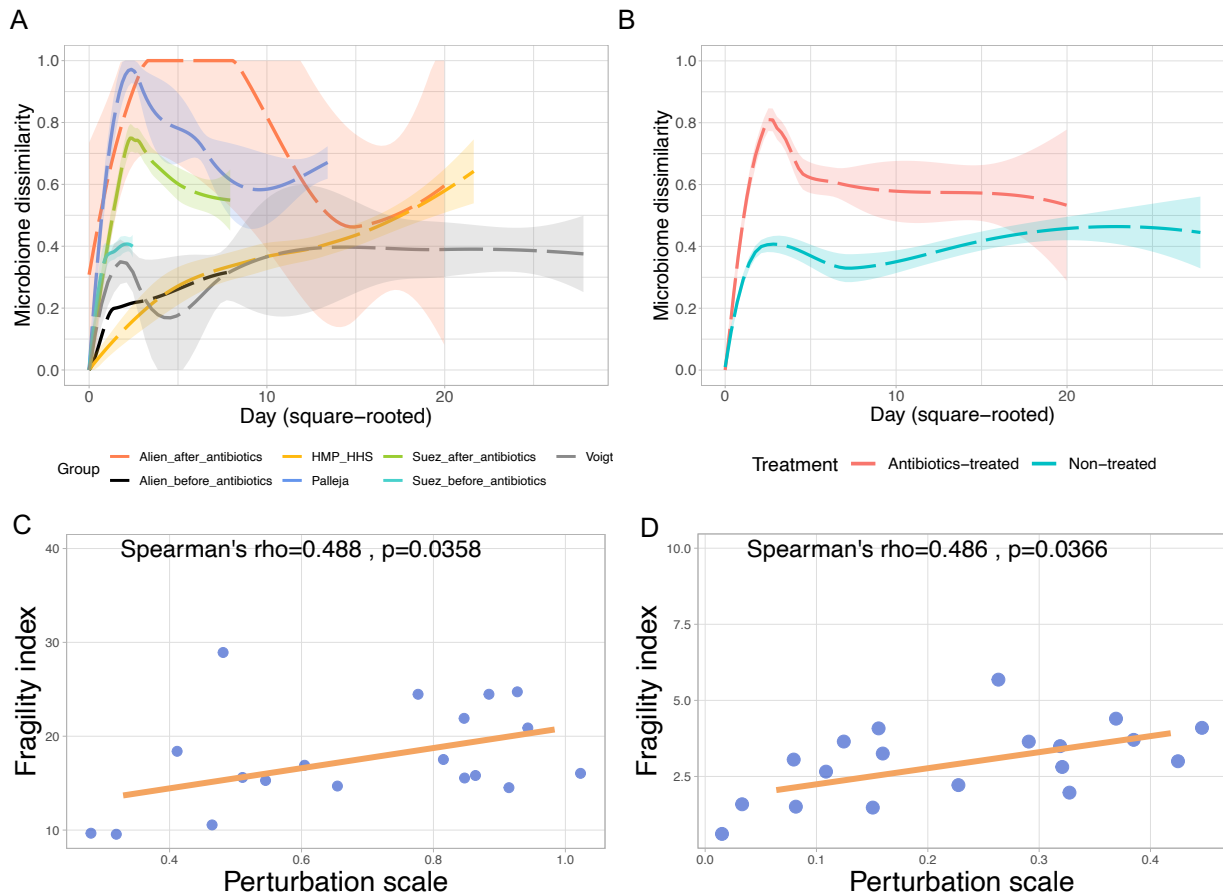 A
B
1.0
0.8
0.6
0.4
0.2
0.0
Microbiome dissimilarity
0
10
20
Day (square−rooted)
1.0
0.8
0.6
0.4
0.2
0.0
Microbiome dissimilarity
0
10
20
Day (square−rooted)
Group
Alien_after_antibiotics
HMP_HHS
Suez_after_antibiotics
Voigt
Alien_before_antibiotics
Palleja
Suez_before_antibiotics
Treatment
Antibiotics−treated
Non−treated
C
Spearman's rho=0.488 , p=0.0358
40
30
20
10
Fragility index
0.4
0.6
0.8
1.0
Perturbation scale
D
Spearman's rho=0.486 , p=0.0366
10.0
7.5
5.0
2.5
Fragility index
0.0
0.1
0.2
0.3
0.4
Perturbation scale